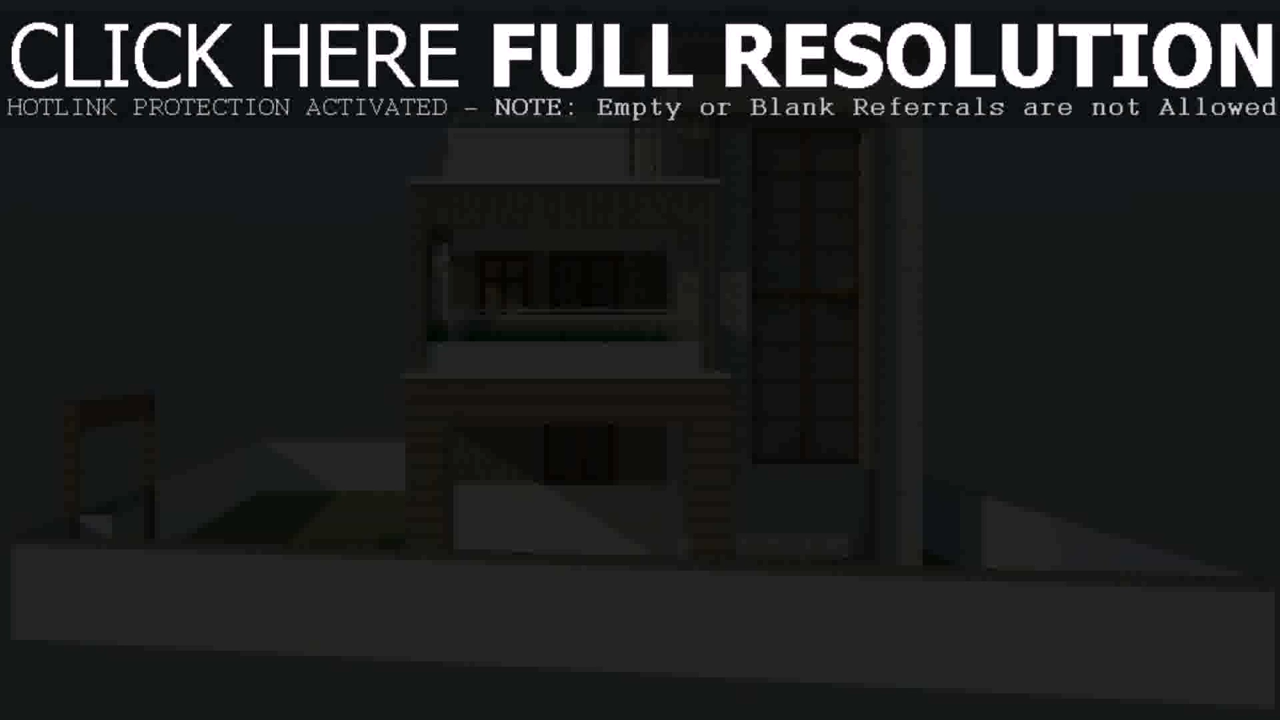 CLICK HERE FULL RESOLUTION
HOTLINK PROTECTION ACTIVATED - NOTE: Empty or Blank Referrals are not Allowed